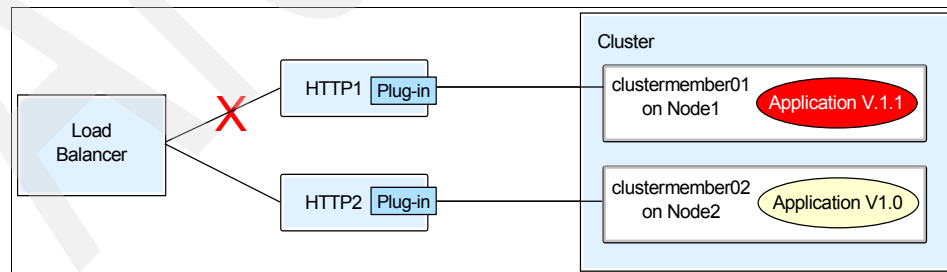 Cluster
HTTP1
Plug-in
clustermember01
on Node1
Application V.1.1
Load
Balancer
X
HTTP2
Plug-in
clustermember02
on Node2
Application V1.0